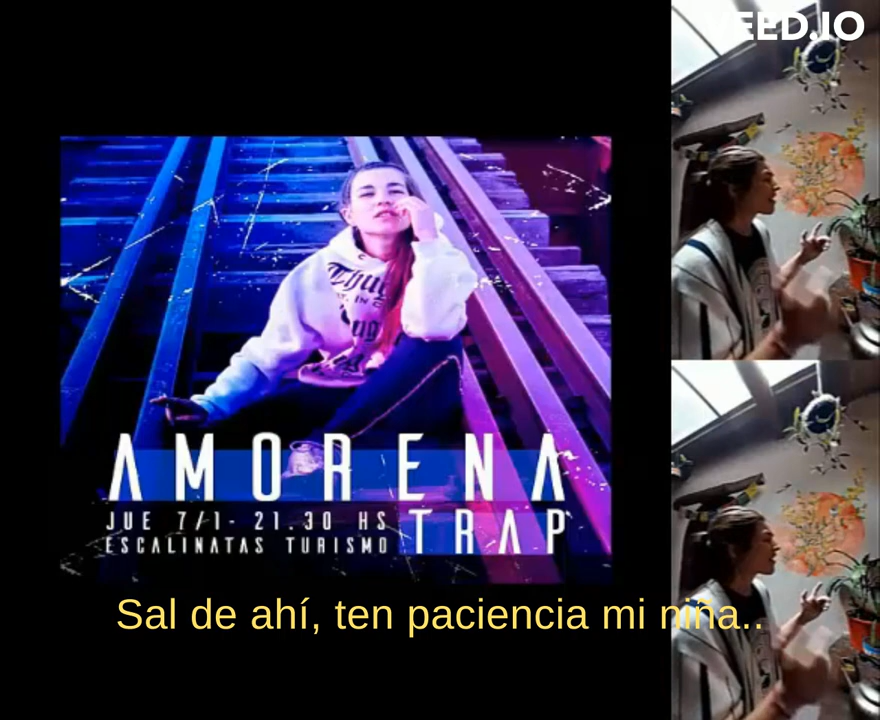 VEED.IO
AMORENA
JUE 7/1- 21.30 HS
ESCALINATAS TURISMO
TRAP
Sal de ahí, ten paciencia mi niña..